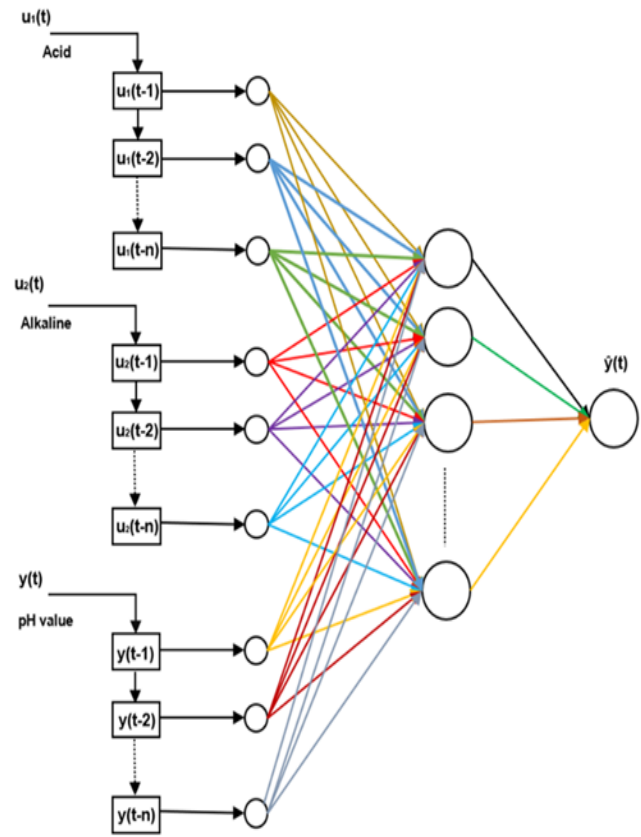 u₁(t)
Acid
u₁(t-1)
u₁(t-2)
u₁(t-n)
u₂(t)
Alkaline
u₂(t-1)
u₂(t-2)
u₂(t-n)
ŷ(t)
y(t)
pH value
y(t-1)
y(t-2)
y(t-n)